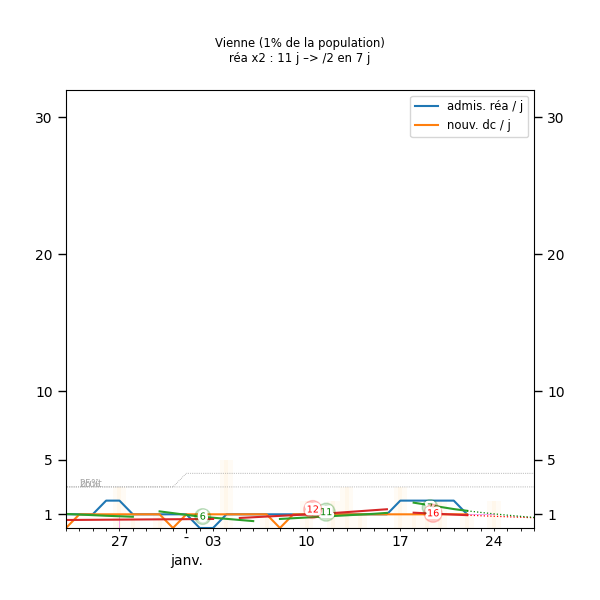 Vienne (1% de la population)
réa x2 : 11 j –> /2 en 7 j
admis. réa / j
nouv. dc / j
30 30
20 20
10 10
5 5
1 1
6 12 11 16
27 - 03 10 17 24
janv.